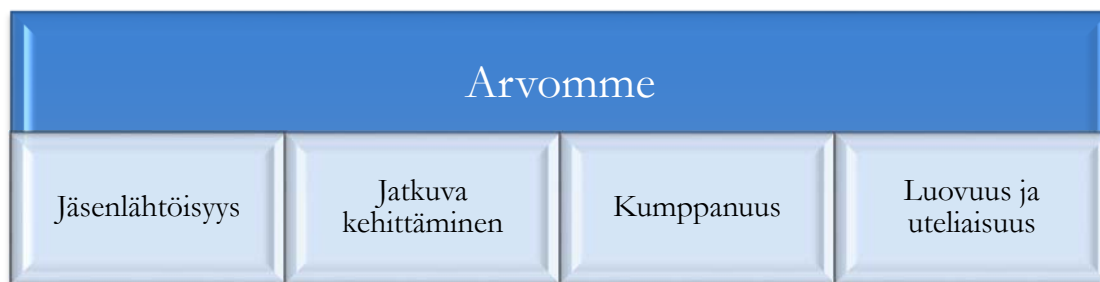 Arvomme
Jäsenlähtöisyys
Jatkuva
kehittäminen
Kumppanuus
Luovuus ja
uteliaisuus